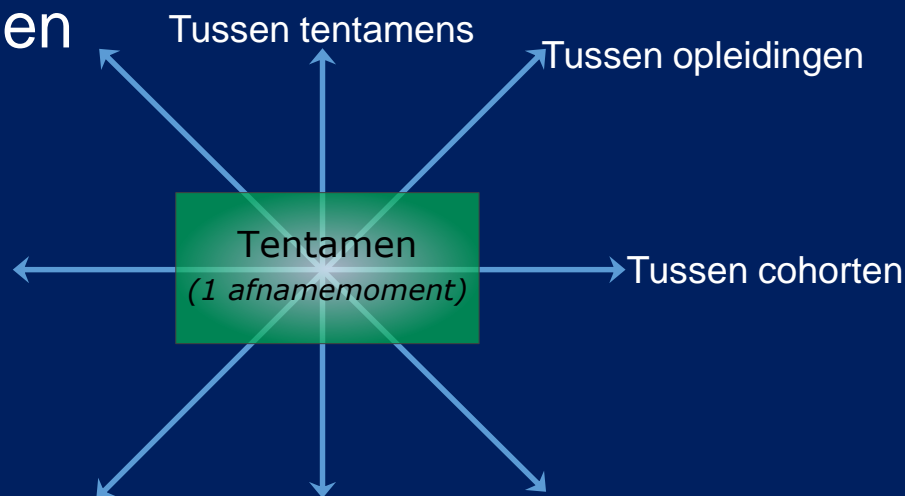 en
Tussen tentamens
Tussen opleidingen
Tentamen
(1 afnamemoment)
Tussen cohorten